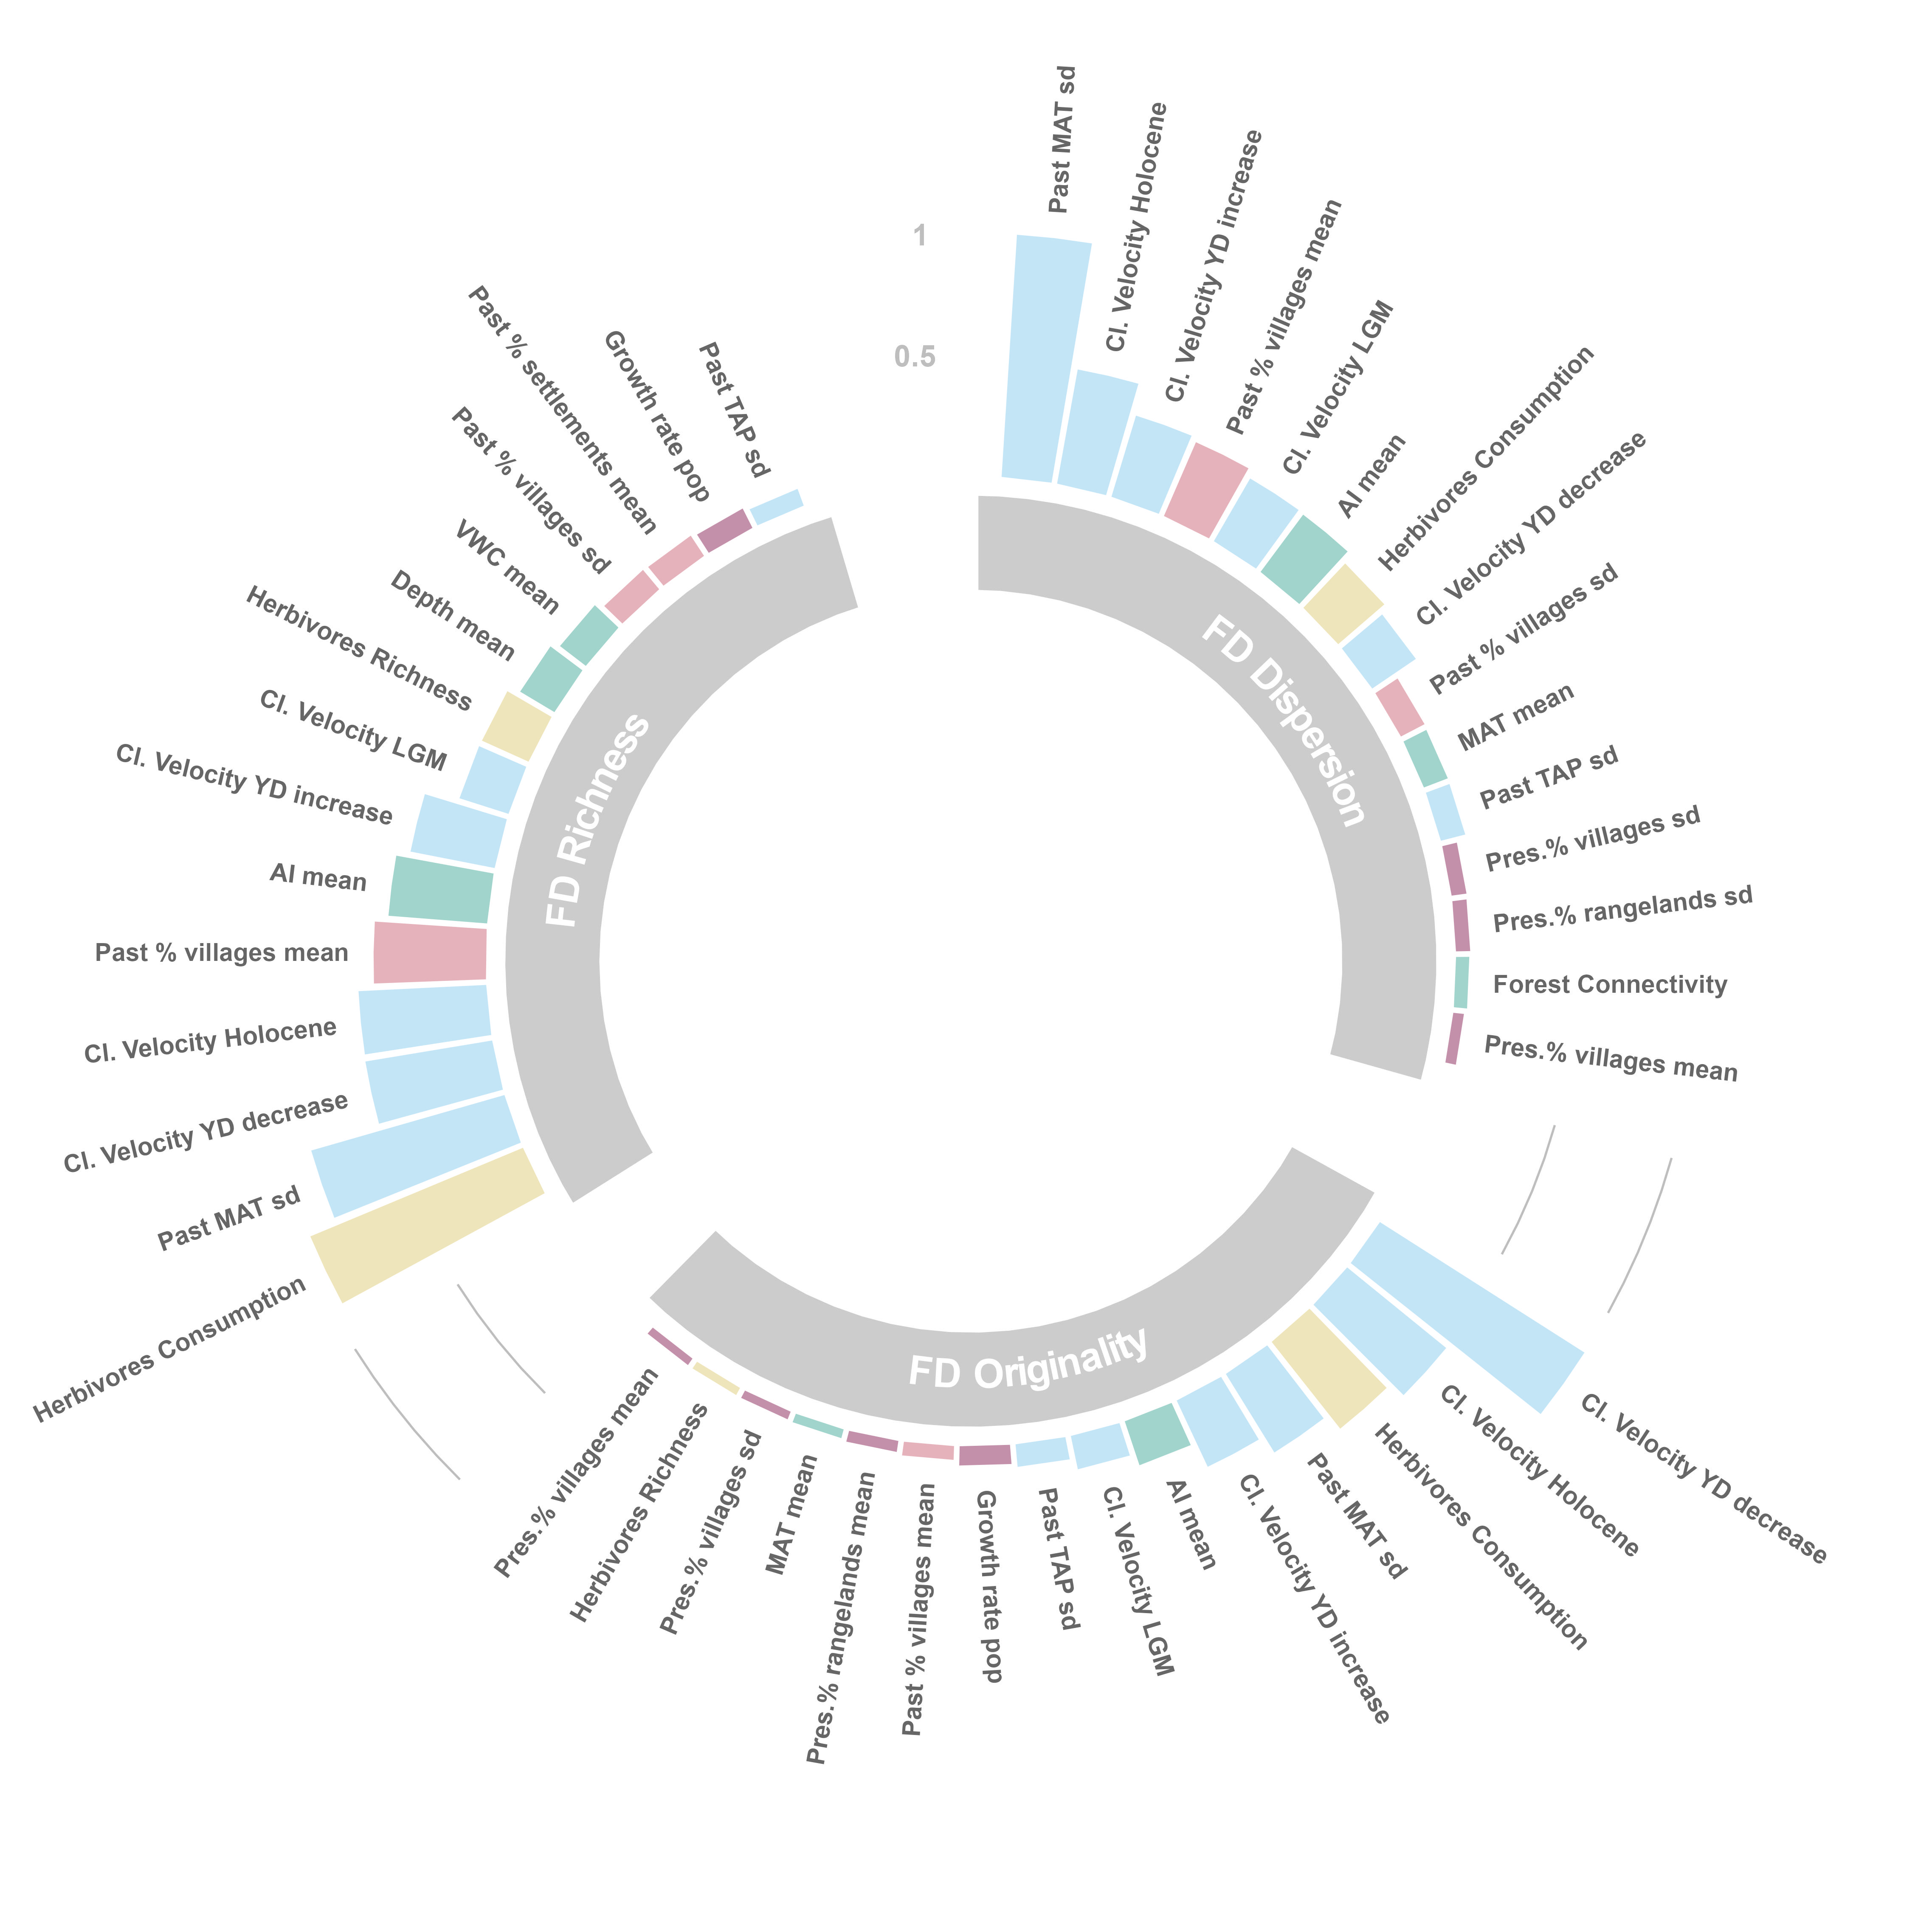 1
0.5
Past MAT sd
Cl. Velocity Holocene
Cl. Velocity YD increase
Past % villages mean
Cl. Velocity LGM
AI mean
Herbivores Consumption
Cl. Velocity YD decrease
Past % villages sd
MAT mean
Past TAP sd
Pres.% villages sd
Pres.% rangelands sd
Forest Connectivity
Pres.% villages mean
FD Dispersion
Cl. Velocity YD decrease
Cl. Velocity Holocene
Herbivores Consumption
Past MAT sd
Cl. Velocity YD increase
AI mean
Cl. Velocity LGM
Past TAP sd
Growth rate pop
Past % villages mean
Pres.% rangelands mean
MAT mean
Pres.% villages sd
Herbivores Richness
Pres.% villages mean
FD Originality
Herbivores Consumption
Past MAT sd
Cl. Velocity YD decrease
Cl. Velocity Holocene
Past % villages mean
AI mean
Cl. Velocity YD increase
Cl. Velocity LGM
Herbivores Richness
Depth mean
VWC mean
Past % villages sd
Past % settlements mean
Growth rate pop
Past TAP sd
FD Richness